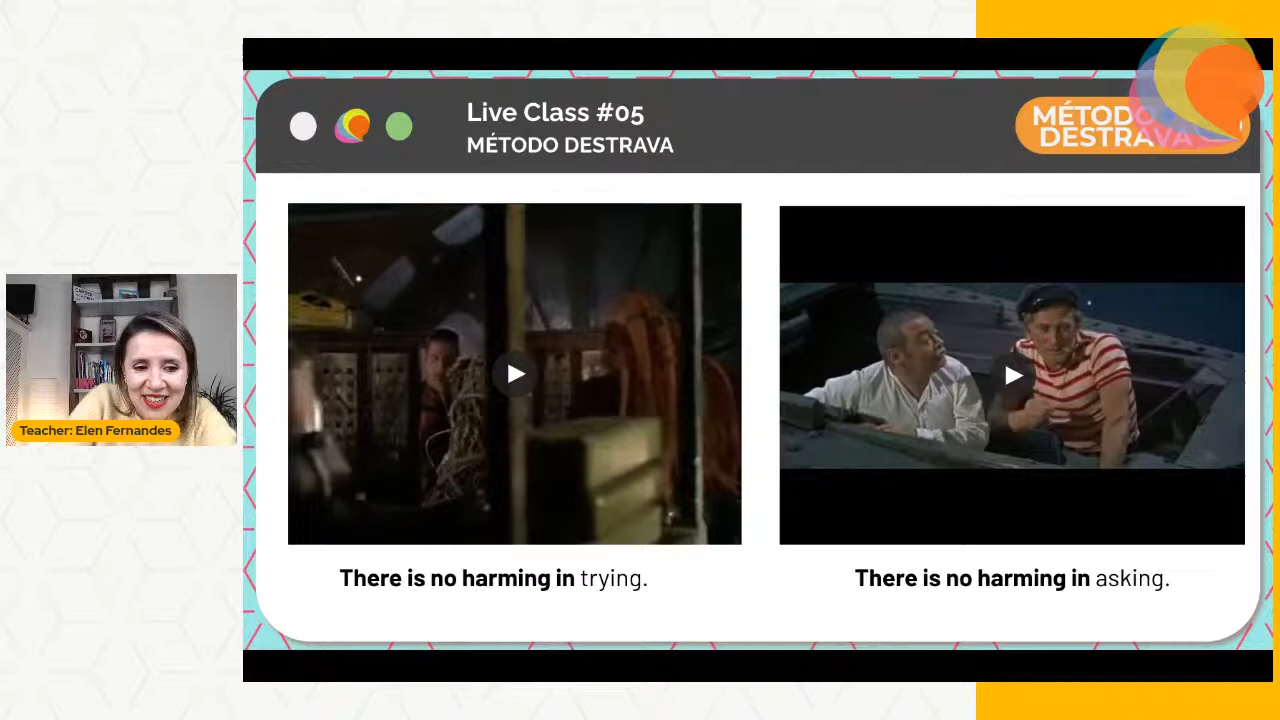 Live Class #05
MÉTODO DESTRAVA
MÉTODO
DESTRAVA
Teacher: Elen Fernandes
There is no harming in trying.
There is no harming in asking.